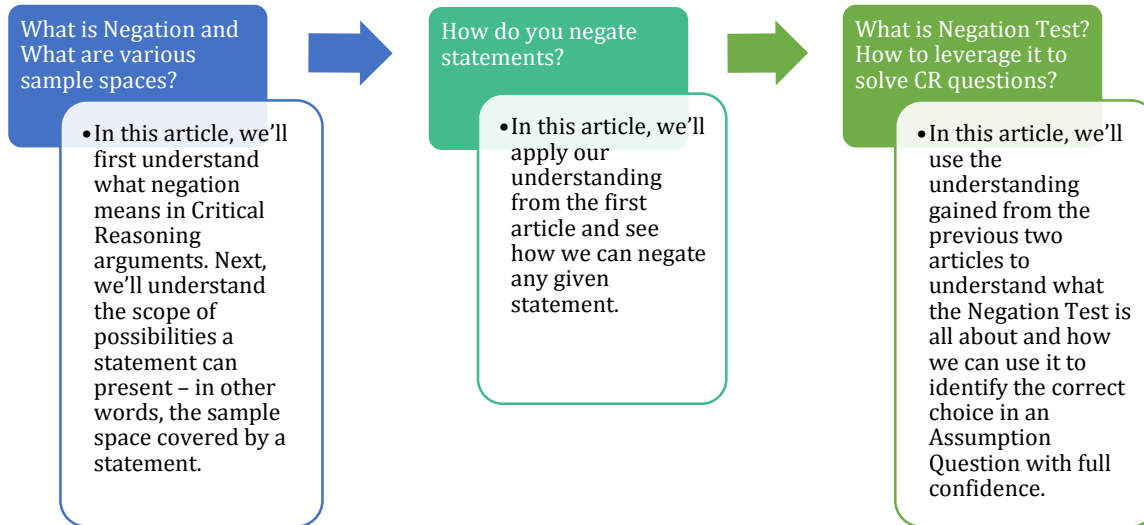 What is Negation and
What are various
sample spaces?
•In this article, we’ll
first understand
what negation
means in Critical
Reasoning
arguments. Next,
we’ll understand
the scope of
possibilities a
statement can
present – in other
words, the sample
space covered by a
statement.
How do you negate
statements?
•In this article, we’ll
apply our
understanding
from the first
article and see
how we can negate
any given
statement.
What is Negation Test?
How to leverage it to
solve CR questions?
•In this article, we’ll
use the
understanding
gained from the
previous two
articles to
understand what
the Negation Test is
all about and how
we can use it to
identify the correct
choice in an
Assumption
Question with full
confidence.